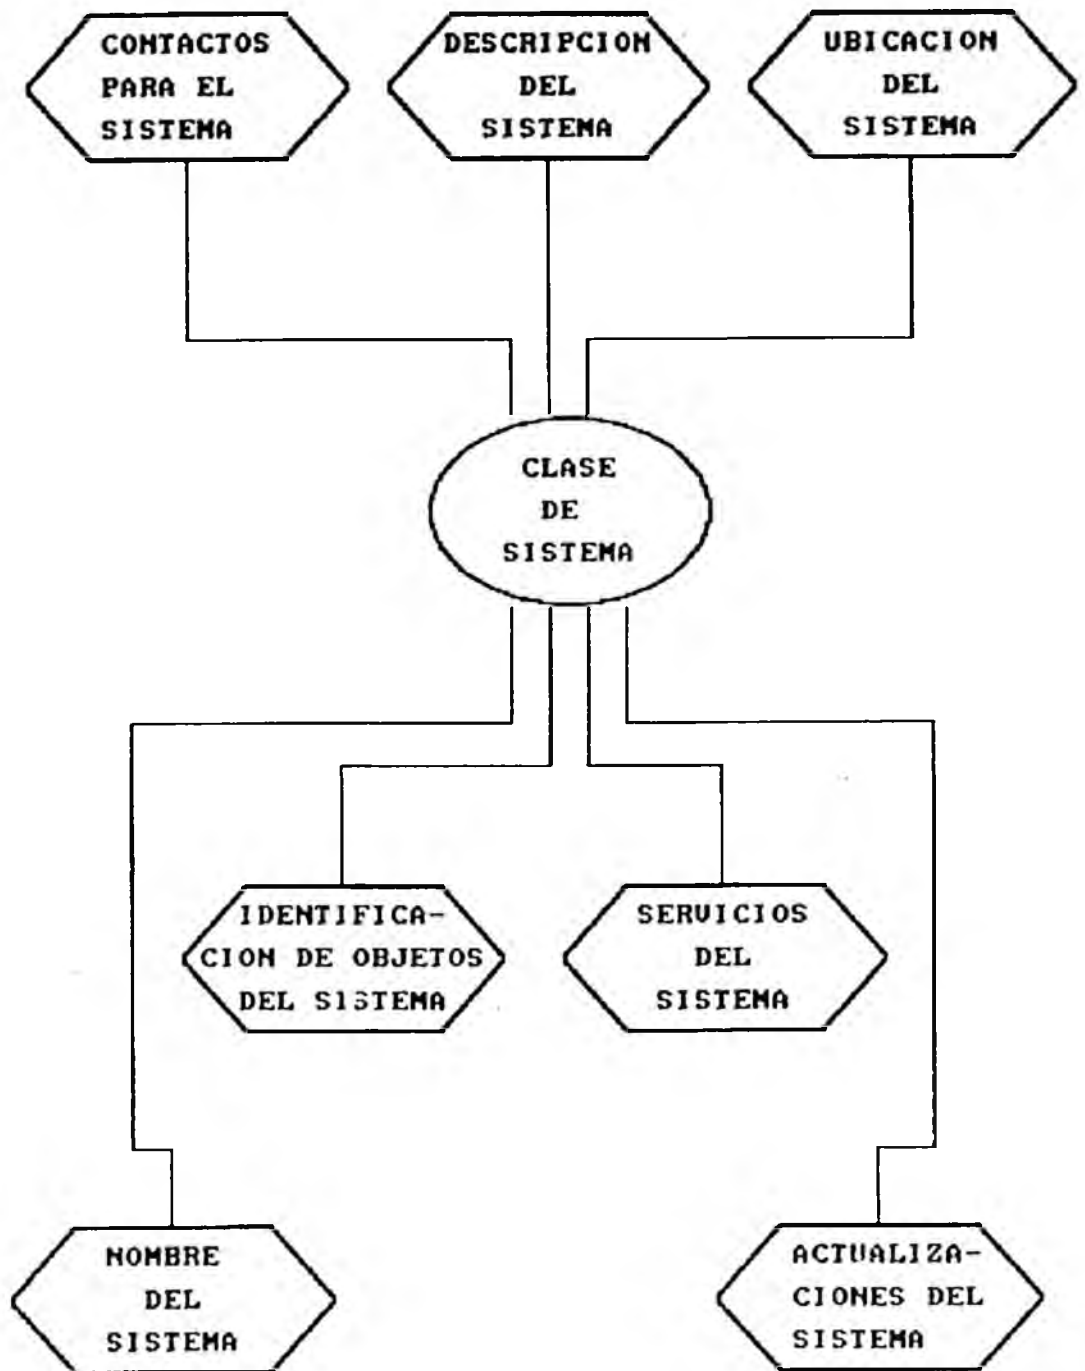 CONTACTOS
PARA EL
SISTEMA
DESCRIPCION
DEL
SISTEMA
UBICACION
DEL
SISTEMA
CLASE
DE
SISTEMA
IDENTIFICA-
CION DE OBJETOS
DEL SISTEMA
SERVICIOS
DEL
SISTEMA
NOMBRE
DEL
SISTEMA
ACTUALIZA-
CIONES DEL
SISTEMA